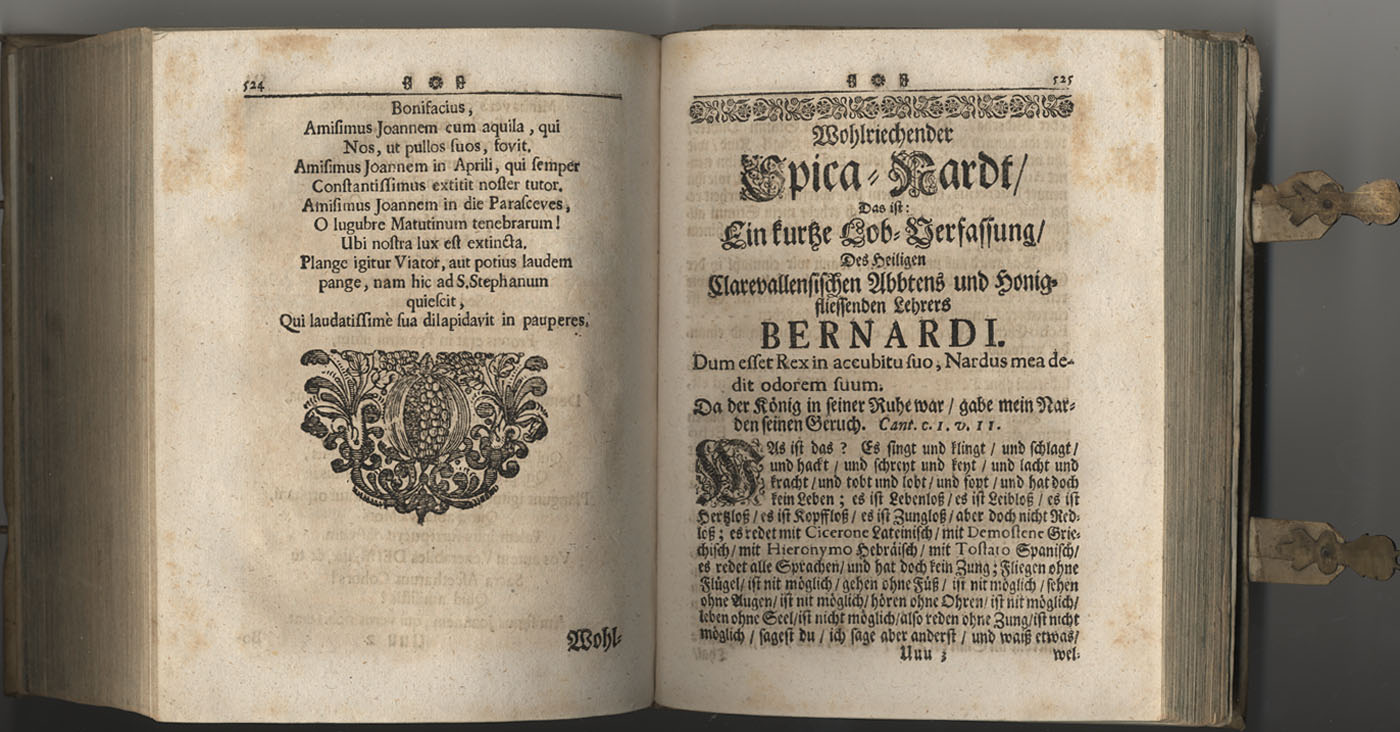 524
Bonifacius,
Amisimus Joannem cum aquila, qui
Nos, ut pullos suos, fovit.
Amisimus Joannem in Aprili, qui semper
Constantissimus extitit noster tutor.
Amisimus Joannem in die Parasceves,
O lugubre Matutinum tenebrarum!
Ubi nostra lux est extincta.
Plange igitur Viator, aut potius laudem
pange, nam hic ad S. Stephanum
quiescit,
Qui laudatissimè sua dilapidavit in pauperes.
Wohl-
525
Wohlriechender
Spica-Nardt/
Das ist:
Ein kurtze Lob-Verfassung/
Des Heiligen
Clarevallensischen Abbtens und Honig-
fliessenden Lehrers
BERNARDI.
Dum esset Rex in accubitu suo, Nardus mea de-
dit odorem suum.
Da der König in seiner Ruhe war / gabe mein Nar-
den seinen Geruch. Cant. c. 1. v. 11.
WAs ist das? Es singt und klingt / und schlagt/
und hackt / und schreyt und keyt / und lacht und
kracht / und tobt und lobt / und fopt / und hat doch
kein Leben; es ist Lebenloß / es ist Leibloß / es ist
Hertzloß / es ist Kopffloß / es ist Zungloß / aber doch nicht Red-
loß; es redet mit Cicerone Lateinisch / mit Demostene Grie-
chisch / mit Hieronymo Hebräisch / mit Tostato Spanisch/
es redet alle Sprachen / und hat doch kein Zung; Fliegen ohne
Flügel / ist nit möglich / gehen ohne Füß / ist nit möglich / sehen
ohne Augen / ist nit möglich / hören ohne Ohren / ist nit möglich/
leben ohne Seel / ist nicht möglich / also reden ohne Zung / ist nicht
möglich / sagest du / ich sage aber anderst / und waiß etwas/
Uuu 3
wel-